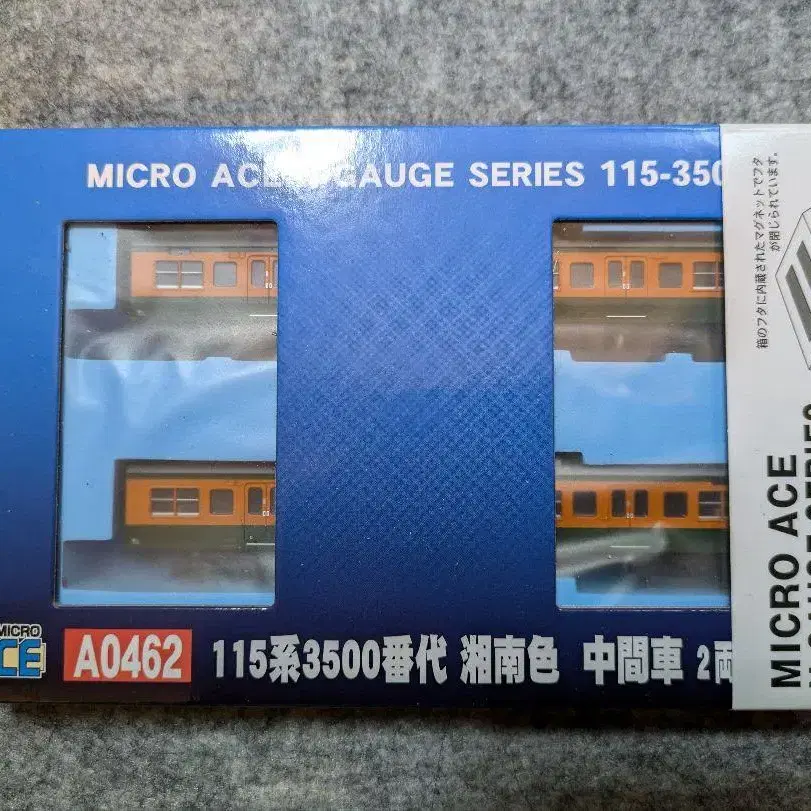 MICRO ACE N GAUGE SERIES 115-350
箱のフタに内蔵されたマグネットでフタ
が閉じられています。
MICRO ACE
MICRO
CE
A0462 115系3500番代 湘南色 中間車 2両